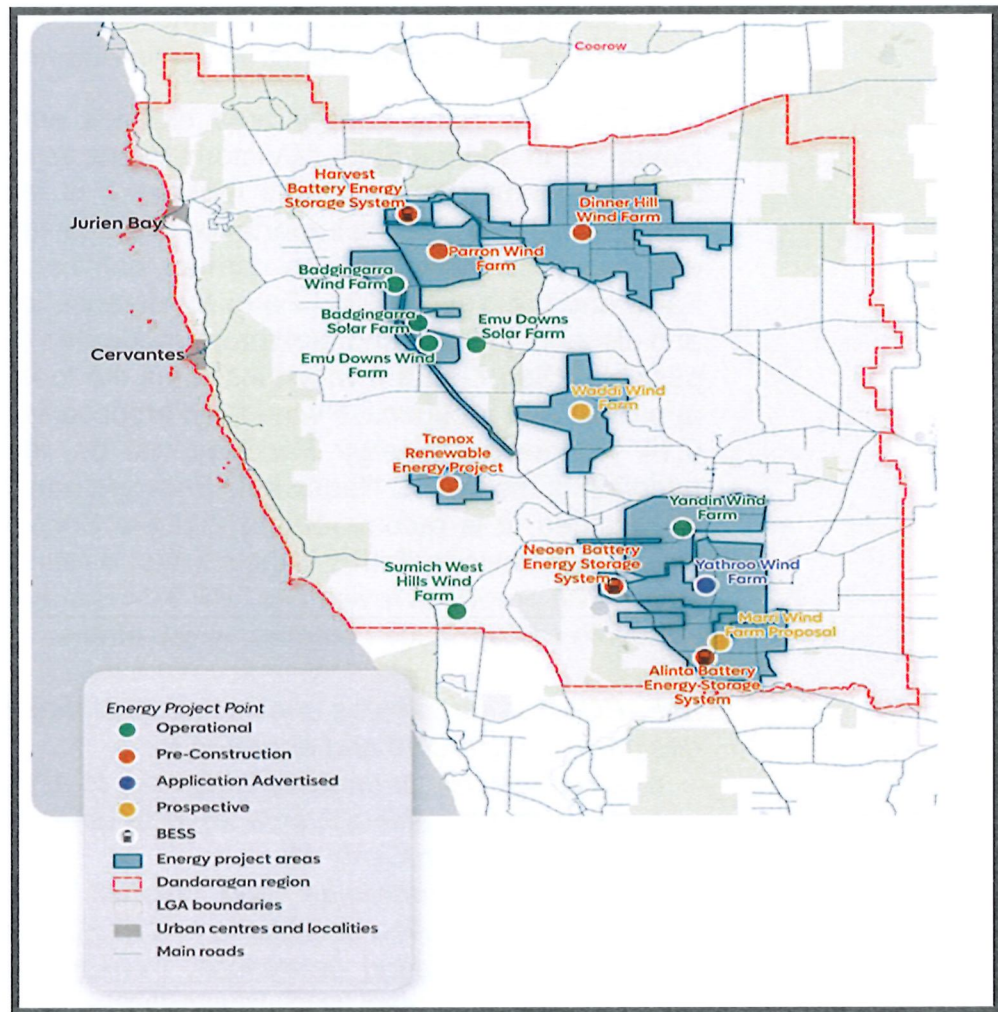 Coorow
Harvest
Battery Energy
Storage System
Dinner Hill
Wind Farm
Jurien Bay
Parron Wind
Farm
Badgingarra
Wind Farm
Badgingarra
Solar Farm
Emu Downs
Solar Farm
Cervantes
Emu Downs Wind
Farm
Waddi Wind
Farm
Tronox
Renewable
Energy Project
Yandin Wind
Farm
Neoen Battery
Energy Storage
System
Yathroo Wind
Farm
Sumich West
Hills Wind
Farm
Marri Wind
Farm Proposal
Alinta Battery
Energy Storage
System
Energy Project Point
Operational
Pre-Construction
Application Advertised
Prospective
BESS
Energy project areas
Dandaragan region
LGA boundaries
Urban centres and localities
Main roads